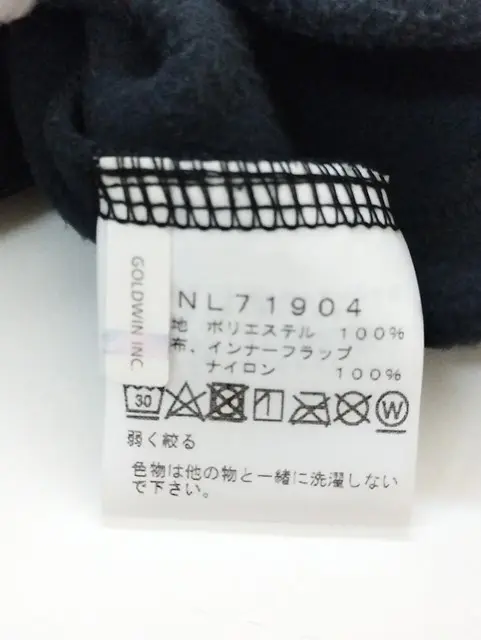 GOLDWIN INC
NL71904
地 ポリエステル 100%
布、インナーフラップ
ナイロン 100%
30
W
弱く絞る
色物は他の物と一緒に洗濯しない
で下さい。